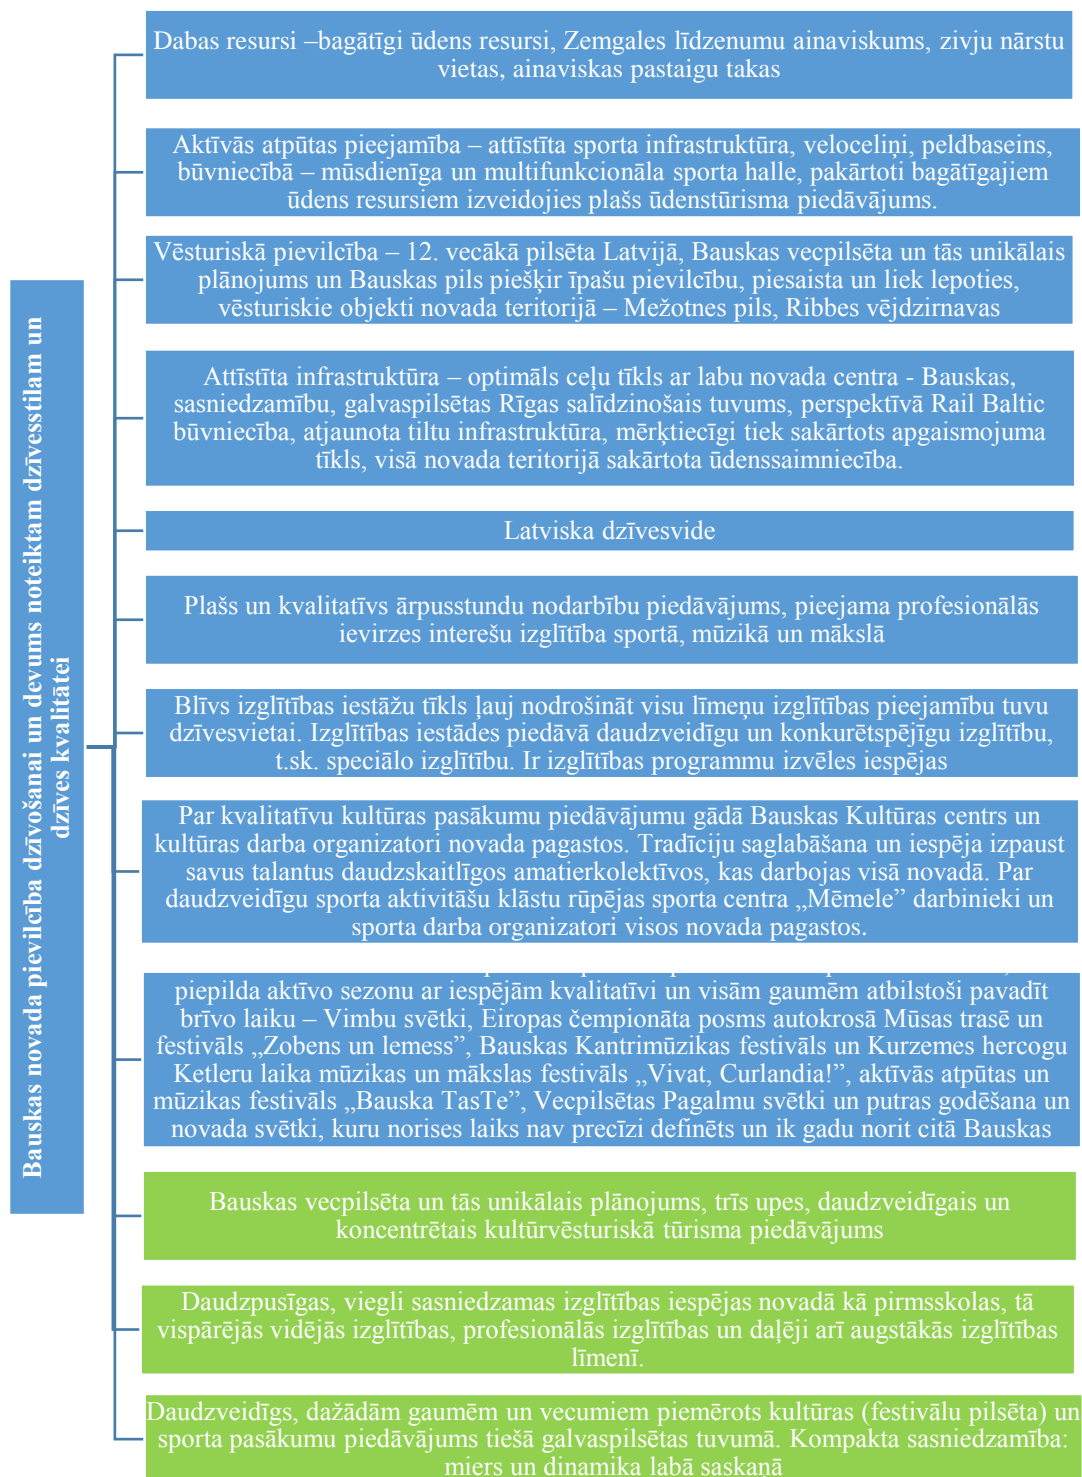 Bauskas novada pievilcība dzīvošanai un devums noteiktam dzīvesstilam un
dzīves kvalitātei
Dabas resursi –bagātīgi ūdens resursi, Zemgales līdzenumu ainaviskums, zivju nārstu
vietas, ainaviskas pastaigu takas
Aktīvās atpūtas pieejamība – attīstīta sporta infrastruktūra, veloceliņi, peldbaseins,
būvniecībā – mūsdienīga un multifunkcionāla sporta halle, pakārtoti bagātīgajiem
ūdens resursiem izveidojies plašs ūdenstūrisma piedāvājums.
Vēsturiskā pievilcība – 12. vecākā pilsēta Latvijā, Bauskas vecpilsēta un tās unikālais
plānojums un Bauskas pils piešķir īpašu pievilcību, piesaista un liek lepoties,
vēsturiskie objekti novada teritorijā – Mežotnes pils, Ribbes vējdzirnavas
Attīstīta infrastruktūra – optimāls ceļu tīkls ar labu novada centra - Bauskas,
sasniedzamību, galvaspilsētas Rīgas salīdzinošais tuvums, perspektīvā Rail Baltic
būvniecība, atjaunota tiltu infrastruktūra, mērķtiecīgi tiek sakārtots apgaismojuma
tīkls, visā novada teritorijā sakārtota ūdenssaimniecība.
Latviska dzīvesvide
Plašs un kvalitatīvs ārpusstundu nodarbību piedāvājums, pieejama profesionālās
ievirzes interešu izglītība sportā, mūzikā un mākslā
Blīvs izglītības iestāžu tīkls ļauj nodrošināt visu līmeņu izglītības pieejamību tuvu
dzīvesvietai. Izglītības iestādes piedāvā daudzveidīgu un konkurētspējīgu izglītību,
t.sk. speciālo izglītību. Ir izglītības programmu izvēles iespējas
Par kvalitatīvu kultūras pasākumu piedāvājumu gādā Bauskas Kultūras centrs un
kultūras darba organizatori novada pagastos. Tradīciju saglabāšana un iespēja izpaust
savus talantus daudzskaitlīgos amatierkolektīvos, kas darbojas visā novadā. Par
daudzveidīgu sporta aktivitāšu klāstu rūpējas sporta centra „Mēmele” darbinieki un
sporta darba organizatori visos novada pagastos.
piepilda aktīvo sezonu ar iespējām kvalitatīvi un visām gaumēm atbilstoši pavadīt
brīvo laiku – Vimbu svētki, Eiropas čempionāta posms autokrosā Mūsas trasē un
festivāls „Zobens un lemess”, Bauskas Kantrimūzikas festivāls un Kurzemes hercogu
Ketleru laika mūzikas un mākslas festivāls „Vivat, Curlandia!”, aktīvās atpūtas un
mūzikas festivāls „Bauska TasTe”, Vecpilsētas Pagalmu svētki un putras godēšana un
novada svētki, kuru norises laiks nav precīzi definēts un ik gadu norit citā Bauskas
Bauskas vecpilsēta un tās unikālais plānojums, trīs upes, daudzveidīgais un
koncentrētais kultūrvēsturiskā tūrisma piedāvājums
Daudzpusīgas, viegli sasniedzamas izglītības iespējas novadā kā pirmsskolas, tā
vispārējās vidējās izglītības, profesionālās izglītības un daļēji arī augstākās izglītības
līmenī.
Daudzveidīgs, dažādām gaumēm un vecumiem piemērots kultūras (festivālu pilsēta) un
sporta pasākumu piedāvājums tiešā galvaspilsētas tuvumā. Kompakta sasniedzamība:
miers un dinamika labā saskaņā